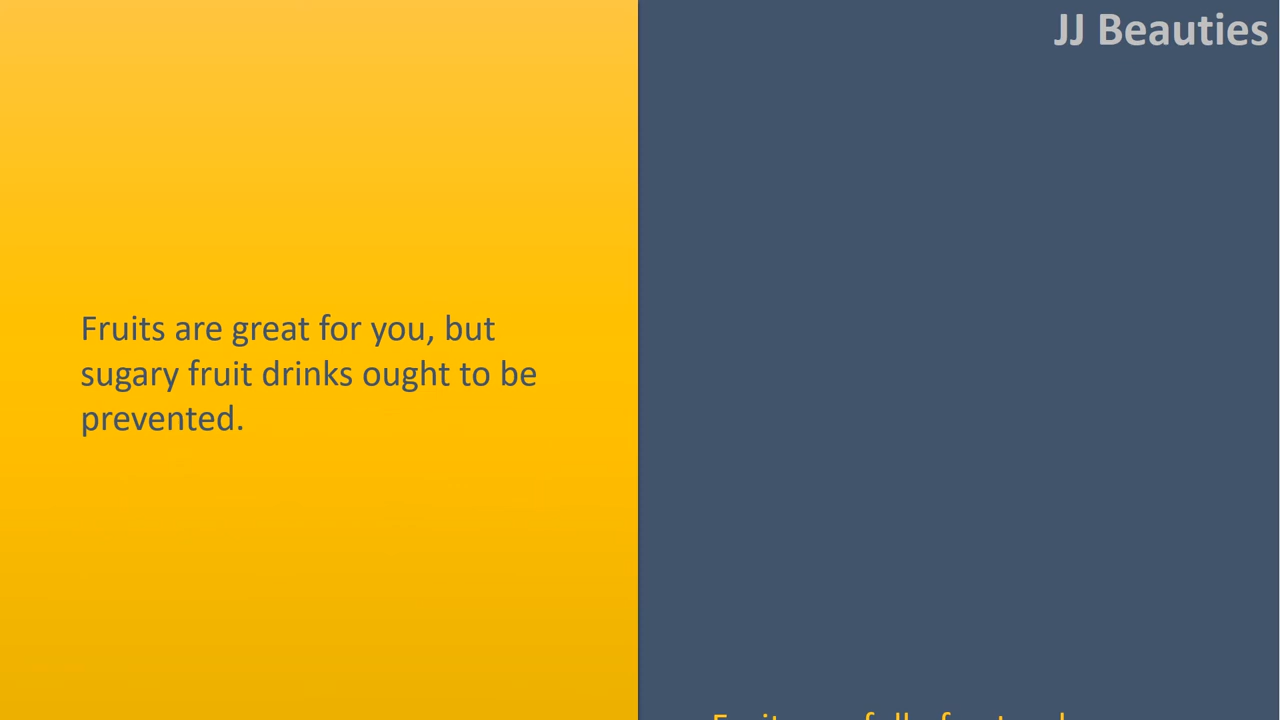 JJ Beauties
Fruits are great for you, but
sugary fruit drinks ought to be
prevented.